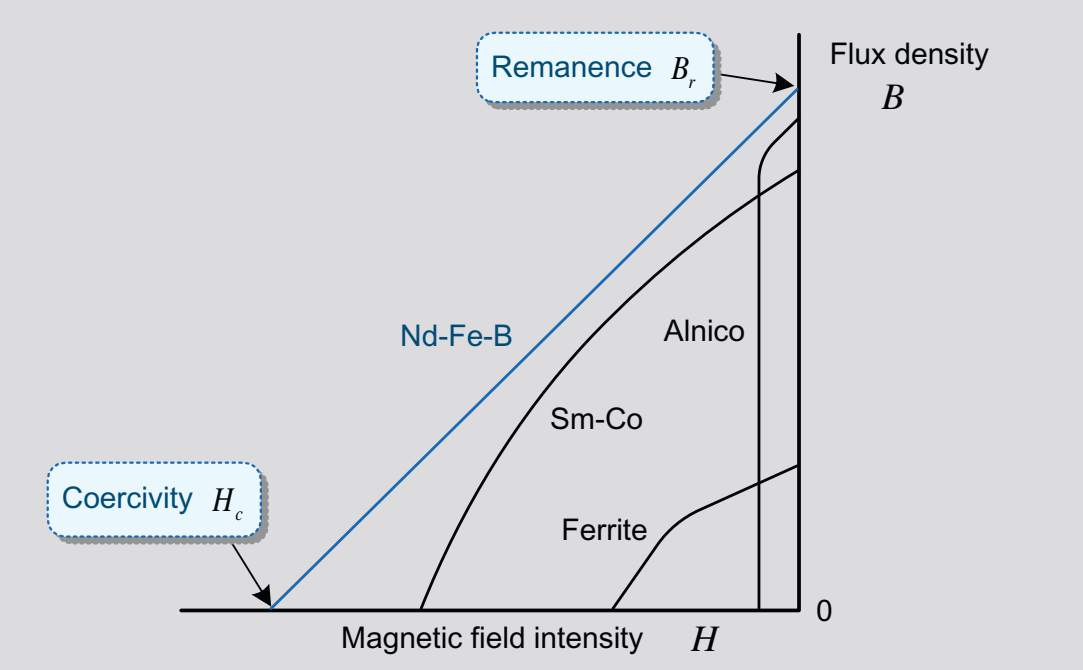 Remanence B_r
Flux density
B
Nd-Fe-B
Alnico
Sm-Co
Coercivity H_c
Ferrite
0
Magnetic field intensity H